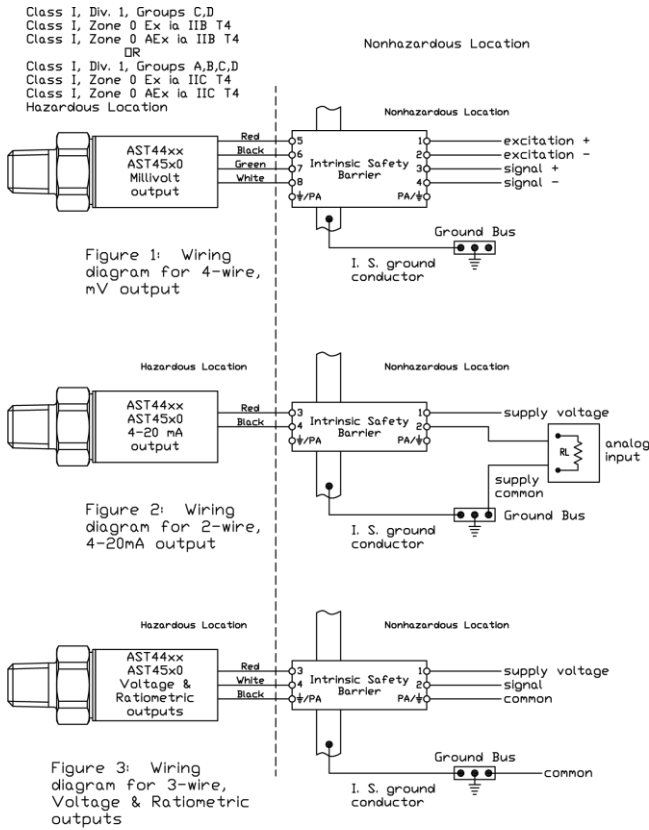 Class I, Div. 1, Groups C,D
Class I, Zone 0 Ex ia IIB T4
Class I, Zone 0 AEx ia IIB T4
OR
Class I, Div. 1, Groups A,B,C,D
Class I, Zone 0 Ex ia IIC T4
Class I, Zone 0 AEx ia IIC T4
Hazardous Location
Nonhazardous Location
Nonhazardous Location
AST44xx
AST45x0
Millivolt
output
Red
Black
Green
White
5
6
7
8
⏚/PA
Intrinsic Safety
Barrier
1
2
3
4
PA/⏚
excitation +
excitation -
signal +
signal -
Ground Bus
I. S. ground
conductor
Figure 1: Wiring
diagram for 4-wire,
mV output
Hazardous Location
Nonhazardous Location
AST44xx
AST45x0
4-20 mA
output
Red
Black
3
4
⏚/PA
Intrinsic Safety
Barrier
1
2
PA/⏚
supply voltage
RL
analog
input
supply
common
Ground Bus
I. S. ground
conductor
Figure 2: Wiring
diagram for 2-wire,
4-20mA output
Hazardous Location
Nonhazardous Location
AST44xx
AST45x0
Voltage &
Ratiometric
outputs
Red
White
Black
3
4
⏚/PA
Intrinsic Safety
Barrier
1
2
PA/⏚
supply voltage
signal
common
Ground Bus
common
I. S. ground
conductor
Figure 3: Wiring
diagram for 3-wire,
Voltage & Ratiometric
outputs